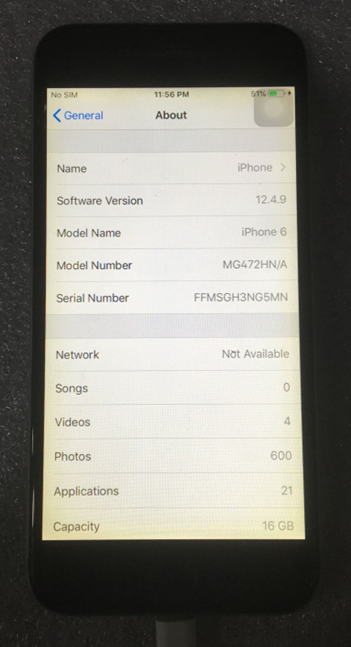 No SIM 11:56 PM 51%
General About
Name iPhone
Software Version 12.4.9
Model Name iPhone 6
Model Number MG472HN/A
Serial Number FFMSGH3NG5MN
Network Not Available
Songs 0
Videos 4
Photos 600
Applications 21
Capacity 16 GB